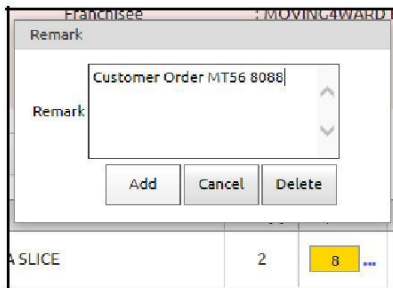 Franchisee : MOVING4WARD
Remark
Customer Order MT56 8088
Remark
Add Cancel Delete
A SLICE 2 8 ...